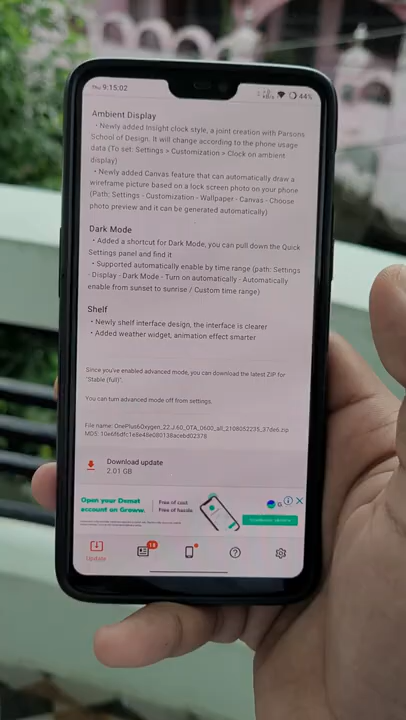 Thu 9:15:02
44%
Ambient Display
• Newly added Insight clock style, a joint creation with Parsons
School of Design. It will change according to the phone usage
data (To set: Settings > Customization > Clock on ambient
display)
• Newly added Canvas feature that can automatically draw a
wireframe picture based on a lock screen photo on your phone
(Path: Settings - Customization - Wallpaper - Canvas - Choose
photo preview and it can be generated automatically)
Dark Mode
• Added a shortcut for Dark Mode, you can pull down the Quick
Settings panel and find it
• Supported automatically enable by time range (path: Settings
- Display - Dark Mode - Turn on automatically - Automatically
enable from sunset to sunrise / Custom time range)
Shelf
• Newly shelf interface design, the interface is clearer
• Added weather widget, animation effect smarter
Since you've enabled advanced mode, you can download the latest ZIP for
"Stable (full)".
You can turn advanced mode off from settings.
File name:
MD5:
Download update
2.01 GB
Open your Demat
account on Groww.
Free of cost
Free of hassle
Update
18